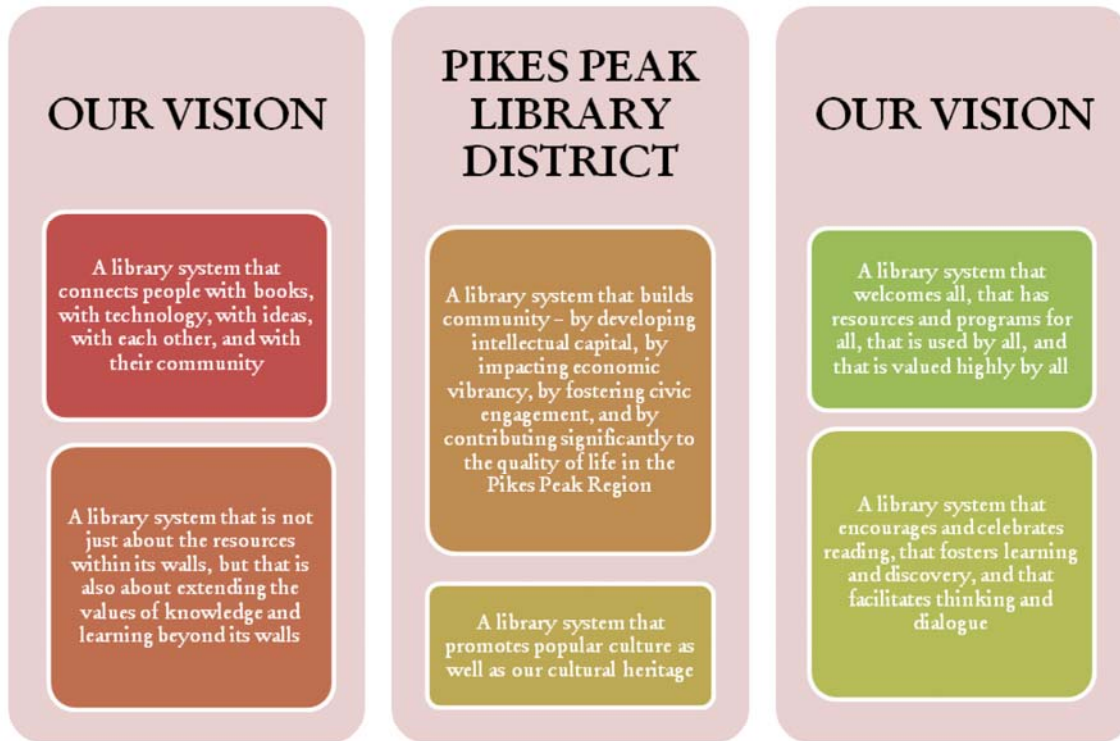 OUR VISION
A library system that
connects people with books,
with technology, with ideas,
with each other, and with
their community
A library system that is not
just about the resources
within its walls, but that is
also about extending the
values of knowledge and
learning beyond its walls
PIKES PEAK
LIBRARY
DISTRICT
A library system that builds
community – by developing
intellectual capital, by
impacting economic
vibrancy, by fostering civic
engagement, and by
contributing significantly to
the quality of life in the
Pikes Peak Region
A library system that
promotes popular culture as
well as our cultural heritage
OUR VISION
A library system that
welcomes all, that has
resources and programs for
all, that is used by all, and
that is valued highly by all
A library system that
encourages and celebrates
reading, that fosters learning
and discovery, and that
facilitates thinking and
dialogue